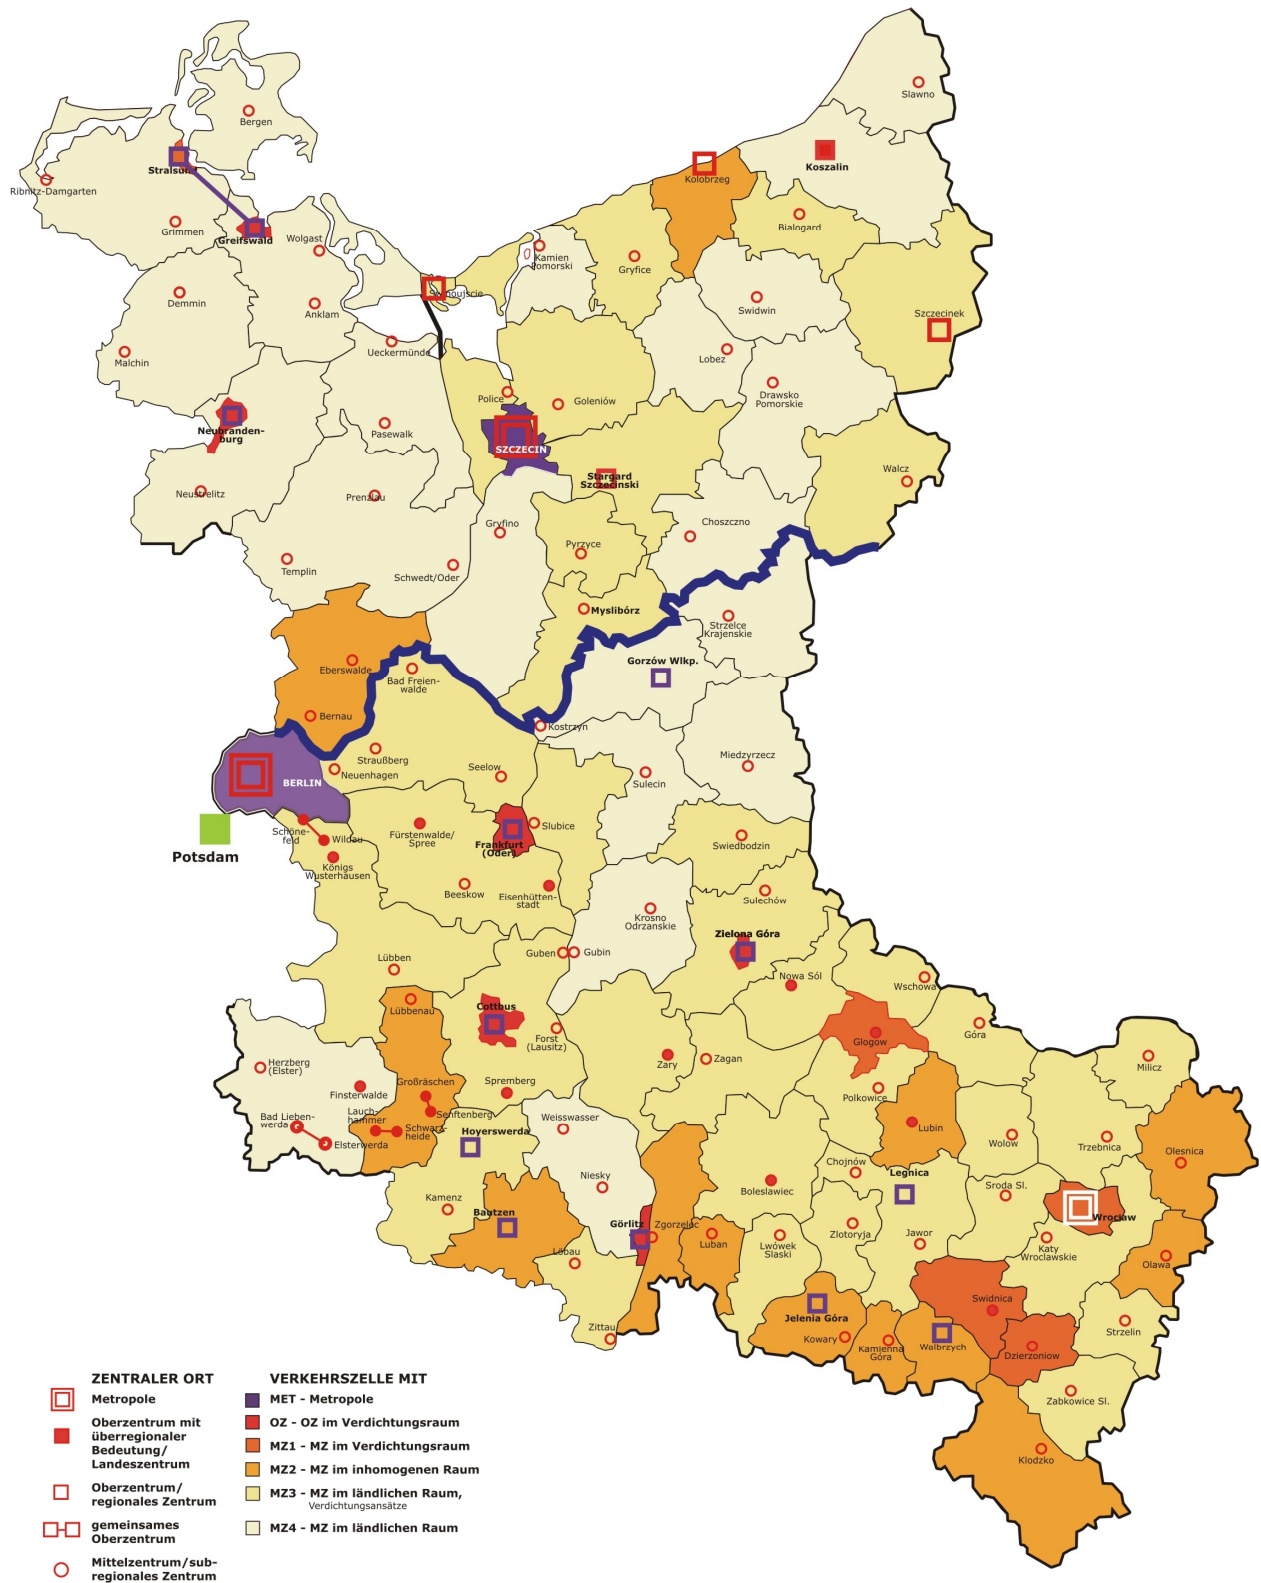 Slawno
Bergen
Koszalin
Kolobrzeg
Ribnitz-Damgarten
Grimmen
Greifswald
Wolgast
Bialogard
Kamien
Pomorski
Gryfice
Demmin
Anklam
Swidwin
Szczecinek
Ueckermünde
Malchin
Lobez
Drawsko
Pomorskie
Police
Goleniów
Neubranden-
burg
Pasewalk
SZCZECIN
Stargard
Szczecinski
Walcz
Neustrelitz
Prenzlau
Gryfino
Choszczno
Pyrzyce
Templin
Schwedt/Oder
Myslibórz
Strzelce
Krajenskie
Gorzów Wlkp.
Eberswalde
Bad Freien-
walde
Bernau
Kostrzyn
Straußberg
Neuenhagen
Seelow
Miedzyrzecz
Sulecin
BERLIN
Schöne-
feld
Wildau
Königs
Wusterhausen
Fürstenwalde/
Spree
Frankfurt
(Oder)
Slubice
Swiedbodzin
Potsdam
Beeskow
Eisenhütten-
stadt
Sulechów
Krosno
Odrzanskie
Zielona Góra
Lübben
Guben
Gubin
Nowa Sól
Wschowa
Lübbenau
Cottbus
Forst
(Lausitz)
Glogow
Góra
Herzberg
(Elster)
Zary
Zagan
Milicz
Finsterwalde
Großräschen
Spremberg
Polkowice
Bad Lieben-
werda
Lauch-
hammer
Senftenberg
Schwarz-
heide
Elsterwerda
Weisswasser
Hoyerswerda
Lubin
Wolow
Trzebnica
Olesnica
Chojnów
Legnica
Niesky
Boleslawiec
Sroda Sl.
Kamenz
Bautzen
Görlitz
Zgorzelec
Luban
Lwówek
Slaski
Zlotoryja
Jawor
Wroclaw
Katy
Wroclawskie
Löbau
Olawa
Swidnica
Zittau
Jelenia Góra
Kowary
Kamienna
Góra
Walbrzych
Dzierzoniow
Strzelin
Zabkowice Sl.
Klodzko
ZENTRALER ORT
Metropole
Oberzentrum mit
überregionaler
Bedeutung/
Landeszentrum
Oberzentrum/
regionales Zentrum
gemeinsames
Oberzentrum
Mittelzentrum/sub-
regionales Zentrum
VERKEHRSZELLE MIT
MET - Metropole
OZ - OZ im Verdichtungsraum
MZ1 - MZ im Verdichtungsraum
MZ2 - MZ im inhomogenen Raum
MZ3 - MZ im ländlichen Raum,
Verdichtungsansätze
MZ4 - MZ im ländlichen Raum